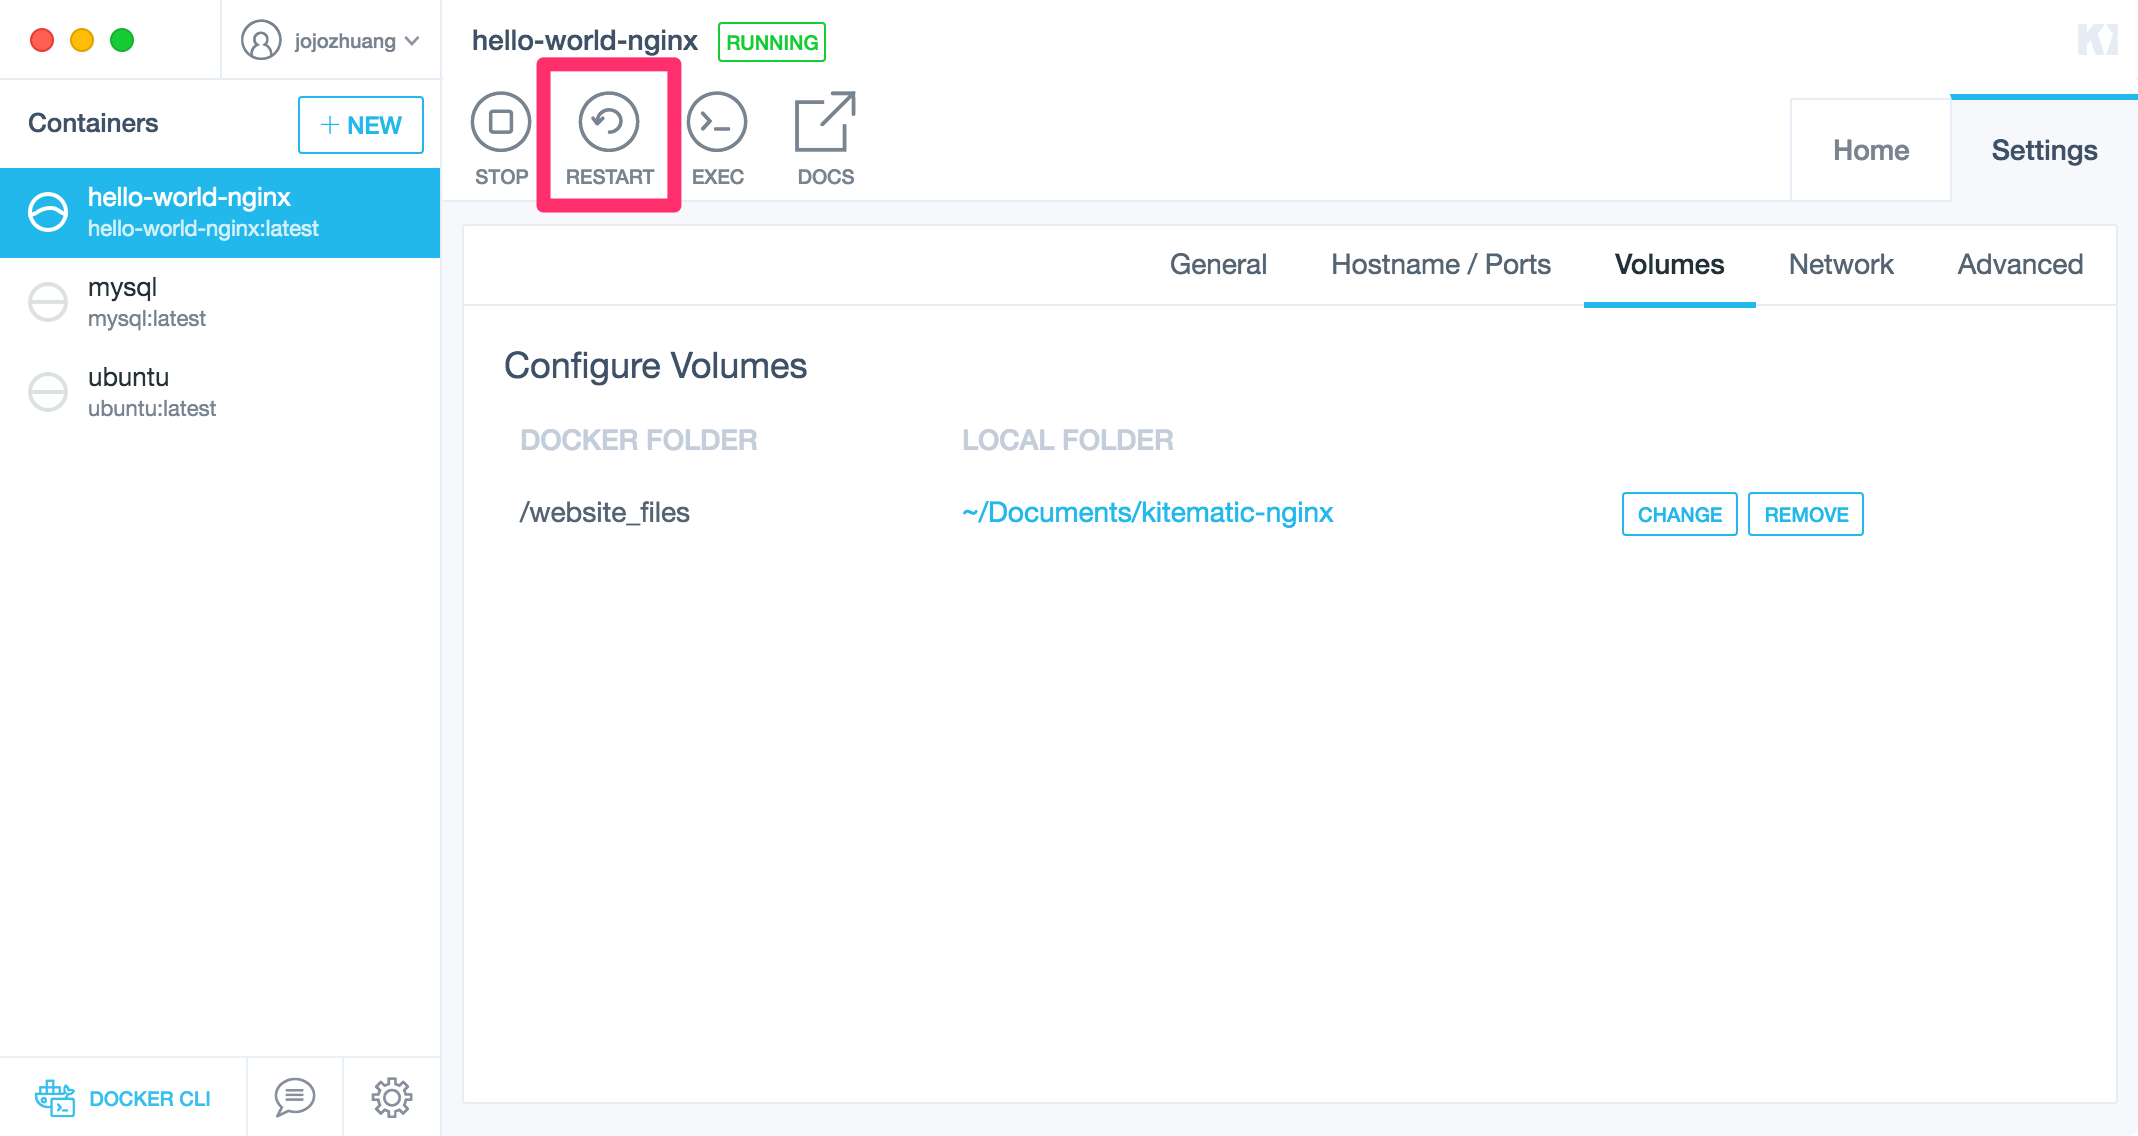 jojozhuang
hello-world-nginx
RUNNING
Containers
+ NEW
STOP
RESTART
EXEC
DOCS
Home
Settings
hello-world-nginx
hello-world-nginx:latest
mysql
mysql:latest
ubuntu
ubuntu:latest
General
Hostname / Ports
Volumes
Network
Advanced
Configure Volumes
DOCKER FOLDER
LOCAL FOLDER
/website_files
~/Documents/kitematic-nginx
CHANGE
REMOVE
DOCKER CLI